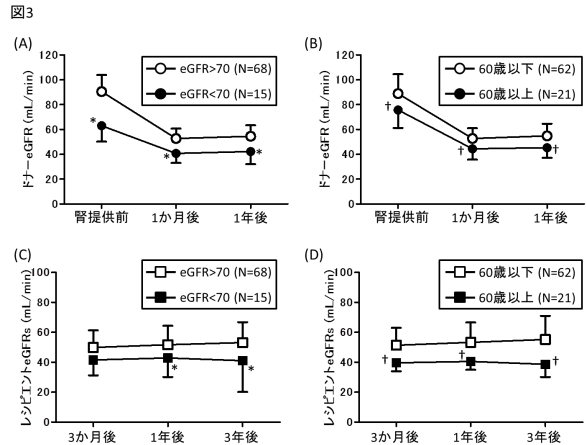 図3
(A)
ドナーeGFR (mL/min)
120
100
80
60
40
20
0
eGFR>70 (N=68)
eGFR<70 (N=15)
*
*
*
腎提供前
1か月後
1年後
(B)
ドナーeGFR (mL/min)
120
100
80
60
40
20
0
60歳以下 (N=62)
60歳以上 (N=21)
†
†
†
腎提供前
1か月後
1年後
(C)
レシピエントeGFRs (mL/min)
100
80
60
40
20
0
eGFR>70 (N=68)
eGFR<70 (N=15)
*
*
3か月後
1年後
3年後
(D)
レシピエントeGFRs (mL/min)
100
80
60
40
20
0
60歳以下 (N=62)
60歳以上 (N=21)
†
†
†
3か月後
1年後
3年後